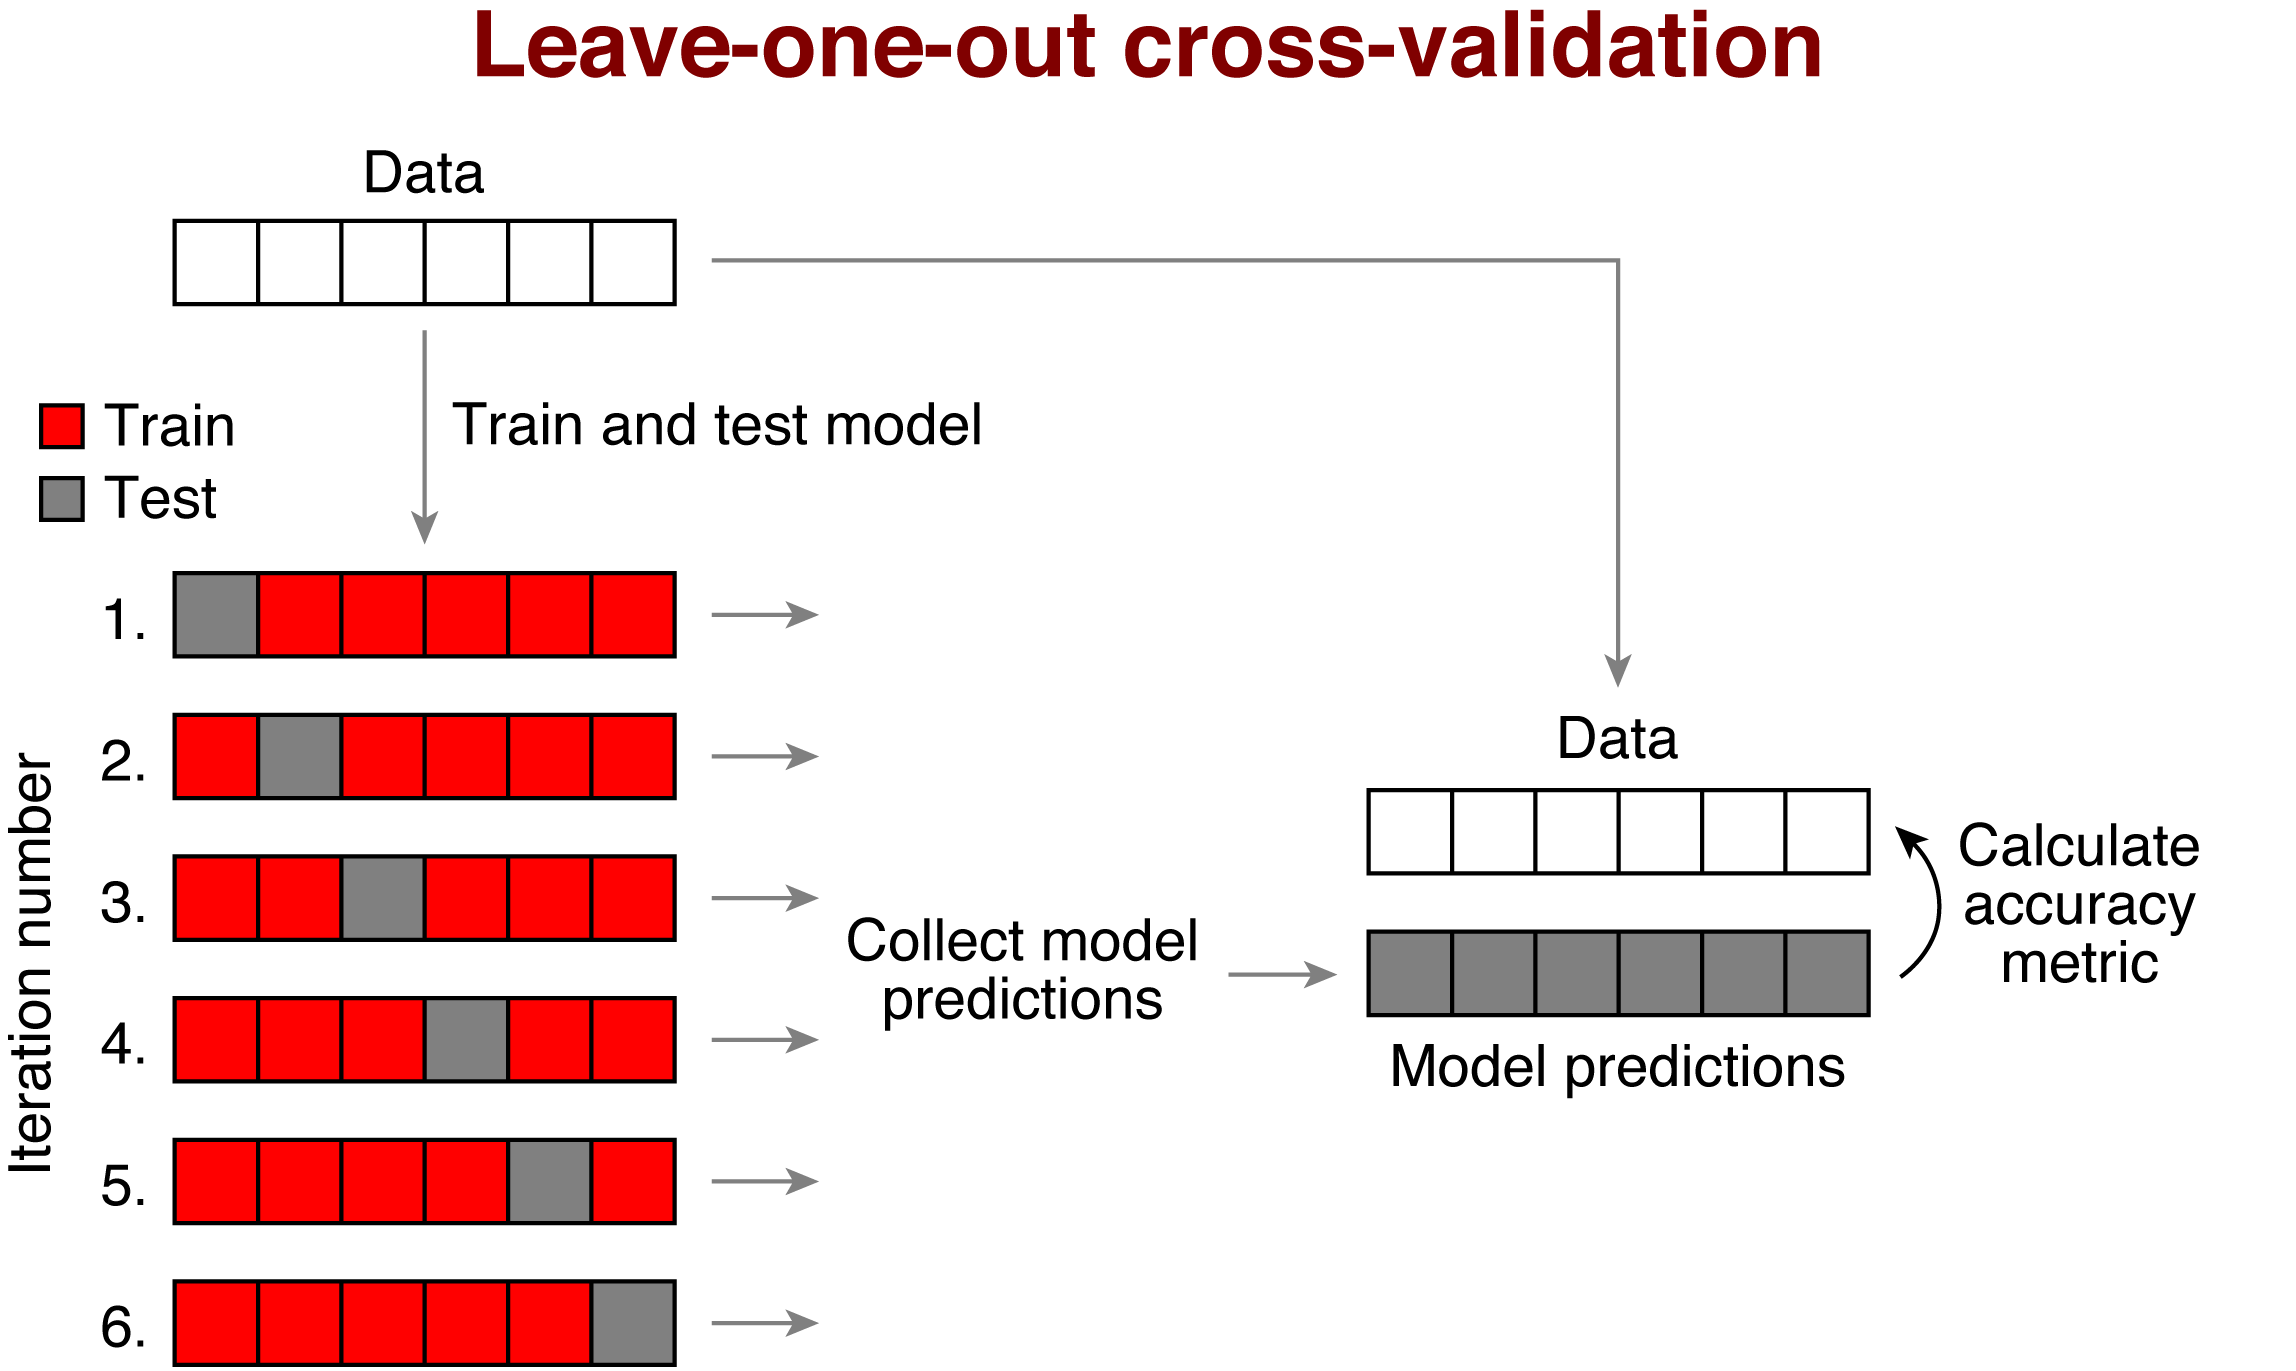 Leave-one-out cross-validation
Data
Train
Test
Train and test model
Iteration number
1.
2.
3.
4.
5.
6.
Collect model
predictions
Data
Model predictions
Calculate
accuracy
metric